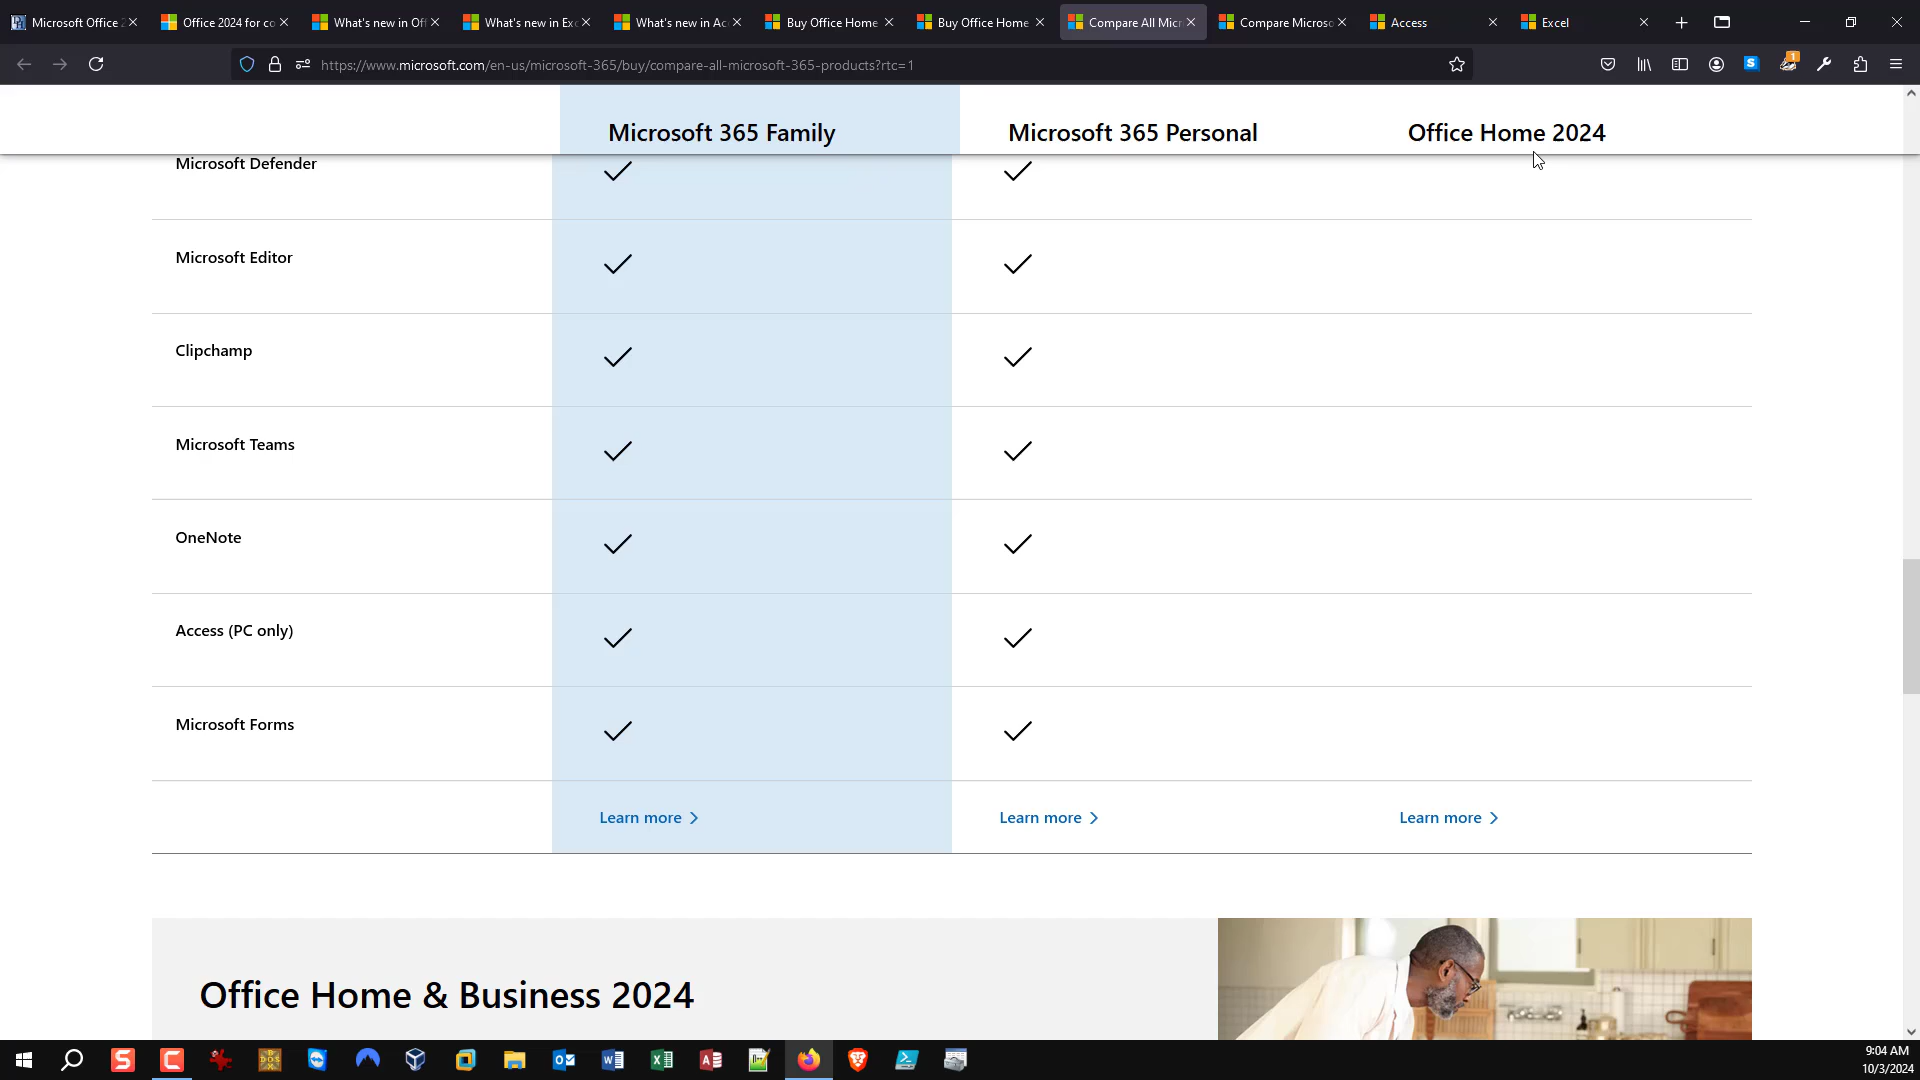 Microsoft Office 2
Office 2024 for co
What's new in Off
What's new in Exc
What's new in Ac
Buy Office Home
Buy Office Home
Compare All Micr
Compare Microso
Access
Excel
https://www.microsoft.com/en-us/microsoft-365/buy/compare-all-microsoft-365-products?rtc=1
Microsoft 365 Family
Microsoft 365 Personal
Office Home 2024
Microsoft Defender
Microsoft Editor
Clipchamp
Microsoft Teams
OneNote
Access (PC only)
Microsoft Forms
Learn more
Learn more
Learn more
Office Home & Business 2024
9:04 AM
10/3/2024